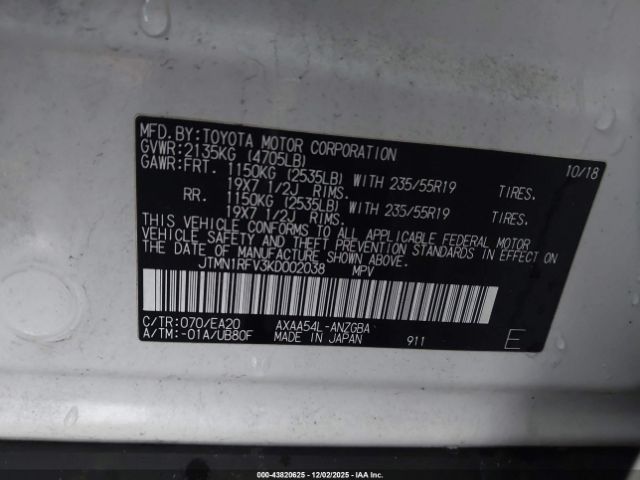 MFD.BY:TOYOTA MOTOR CORPORATION 10/18
GVWR:2135KG (4705LB)
GAWR:FRT. 1150KG (2535LB) WITH 235/55R19 TIRES.
19X7 1/2J RIMS.
RR. 1150KG (2535LB) WITH 235/55R19 TIRES.
19X7 1/2J RIMS.
THIS VEHICLE CONFORMS TO ALL APPLICABLE FEDERAL MOTOR
VEHICLE SAFETY AND THEFT PREVENTION STANDARDS IN EFFECT ON
THE DATE OF MANUFACTURE SHOWN ABOVE.
JTMN1RFV3KD002038 MPV
C/TR:070/EA20 AXAA54L-ANZGBA
A/TM:-01A/UB80F MADE IN JAPAN 911 E
000-43820625 - 12/02/2025 - IAAI.com